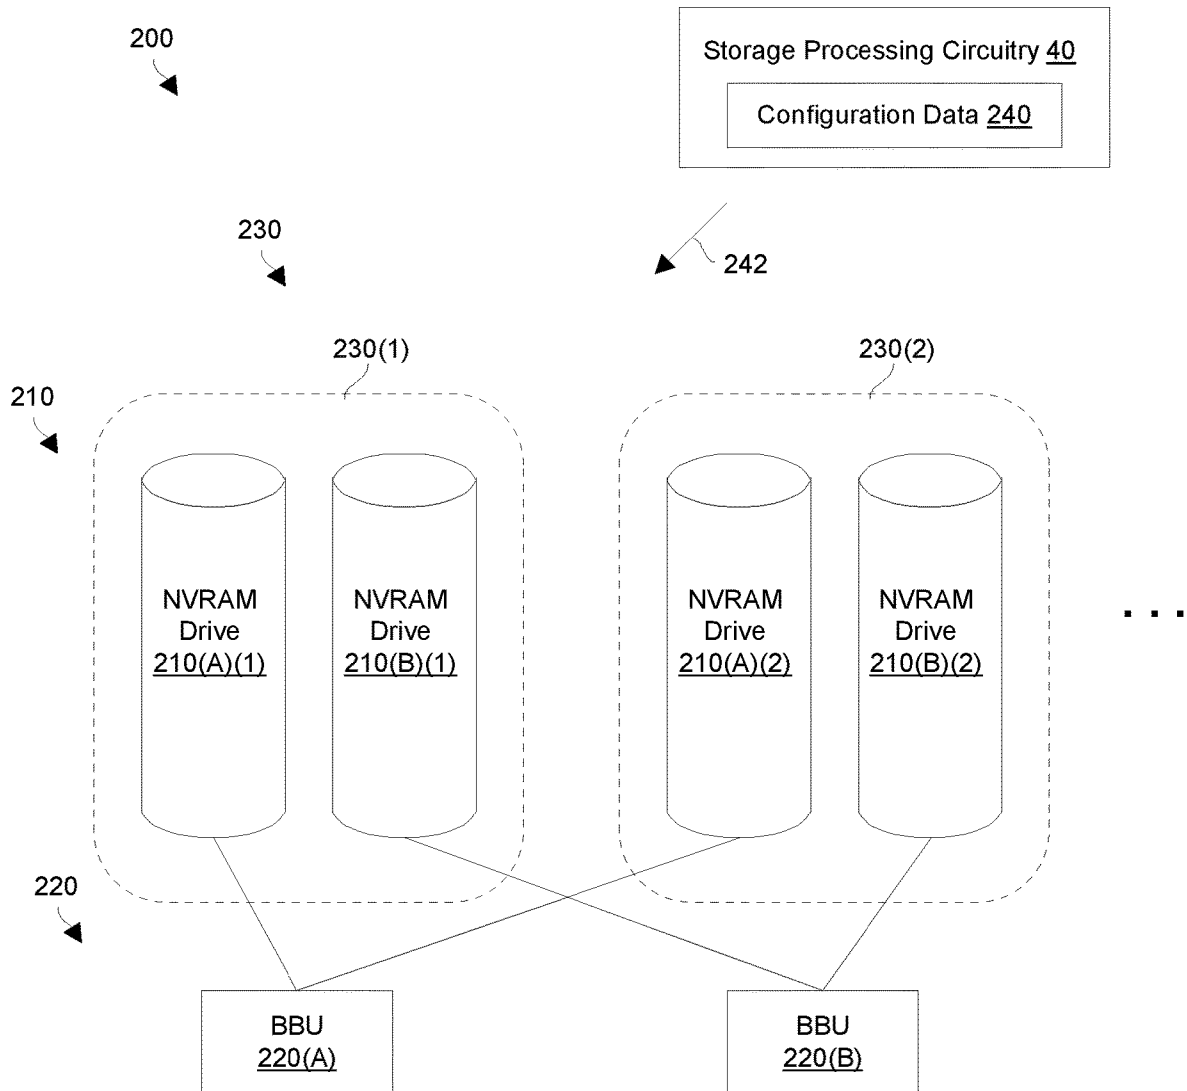 200
Storage Processing Circuitry 40
Configuration Data 240
230
242
230(1)
230(2)
210
NVRAM
Drive
210(A)(1)
NVRAM
Drive
210(B)(1)
NVRAM
Drive
210(A)(2)
NVRAM
Drive
210(B)(2)
. . .
220
BBU
220(A)
BBU
220(B)